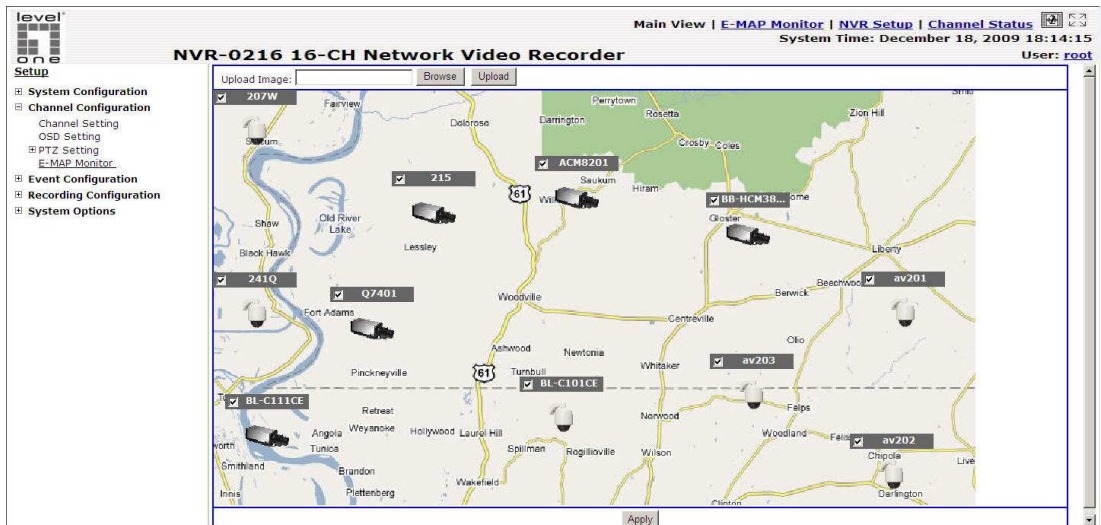 level
one
Main View | E-MAP Monitor | NVR Setup | Channel Status
System Time: December 18, 2009 18:14:15
NVR-0216 16-CH Network Video Recorder
User: root
Setup
System Configuration
Channel Configuration
Channel Setting
OSD Setting
PTZ Setting
E-MAP Monitor
Event Configuration
Recording Configuration
System Options
Upload Image: Browse Upload
207W
Fairview
Perrytown
Doloroso
Darrington
Rosetta
Zion Hill
Crosby Coles
ACM8201
215
Saukum
Hiram
61
BB-HCM38...
Gloster
Old River
Lake
Shaw
Lessley
Black Hawk
Liberty
241Q
av201
Q7401
Woodville
Berwick
Fort Adams
Centreville
Olio
Ashwood
Newtonia
av203
Whitaker
Pinckneyville
61
Turnbull
BL-C101CE
BL-C111CE
Retreat
Felps
Norwood
Angola
Weyanoke
Hollywood
Laurel Hill
Woodland
av202
Tunica
Spillman
Rogillioville
Wilson
Chipola
Live
Smithland
Brandon
Wakefield
Innis
Plettenberg
Clinton
Darlington
Apply